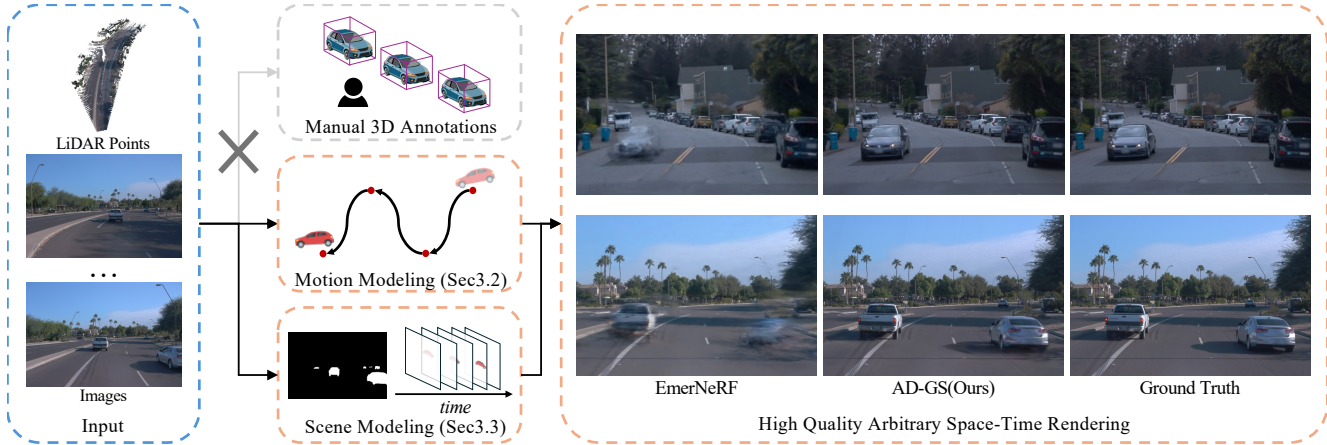 LiDAR Points
...
Images
Input
Manual 3D Annotations
Motion Modeling (Sec3.2)
time
Scene Modeling (Sec3.3)
EmerNeRF
AD-GS(Ours)
Ground Truth
High Quality Arbitrary Space-Time Rendering